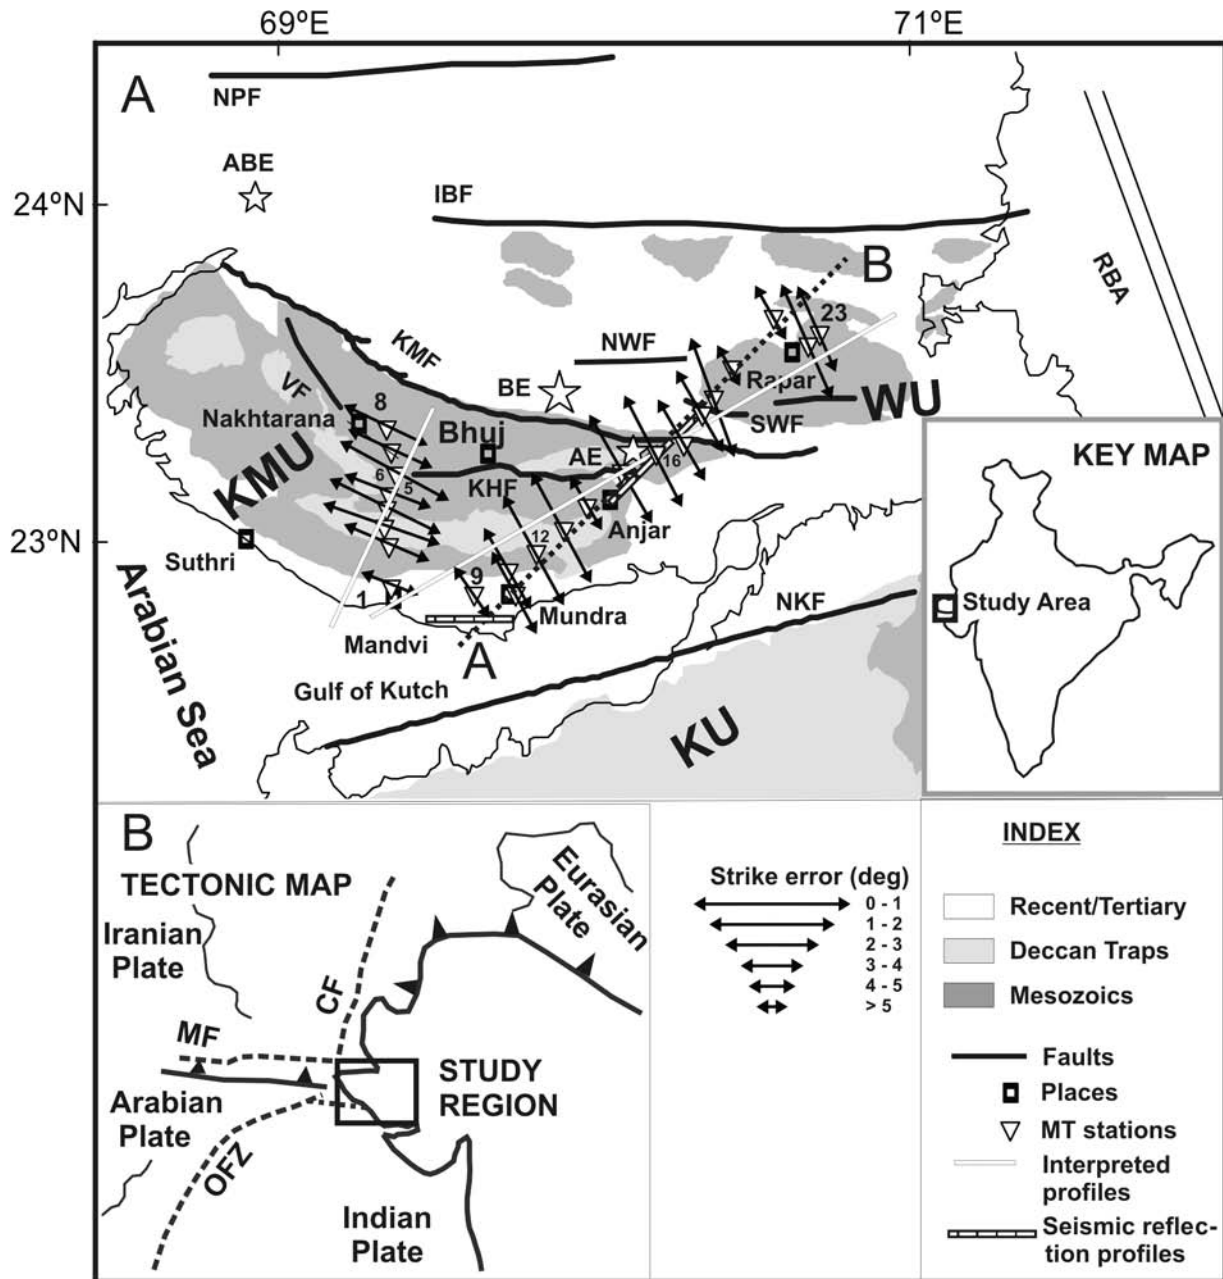 69ºE
71ºE
A
NPF
ABE
24ºN
IBF
B
RBA
23
KMF
NWF
VF
BE
Rapar
WU
8
Nakhtarana
Bhuj
SWF
KEY MAP
AE
16
KMU
6
5
KHF
Anjar
23ºN
12
Suthri
9
1
Mundra
NKF
Study Area
Mandvi
A
Arabian Sea
Gulf of Kutch
KU
B
TECTONIC MAP
Iranian
Plate
Eurasian
Plate
CF
MF
STUDY
REGION
Arabian
Plate
OFZ
Indian
Plate
Strike error (deg)
0 - 1
1 - 2
2 - 3
3 - 4
4 - 5
> 5
INDEX
Recent/Tertiary
Deccan Traps
Mesozoics
Faults
Places
MT stations
Interpreted
profiles
Seismic reflec-
tion profiles